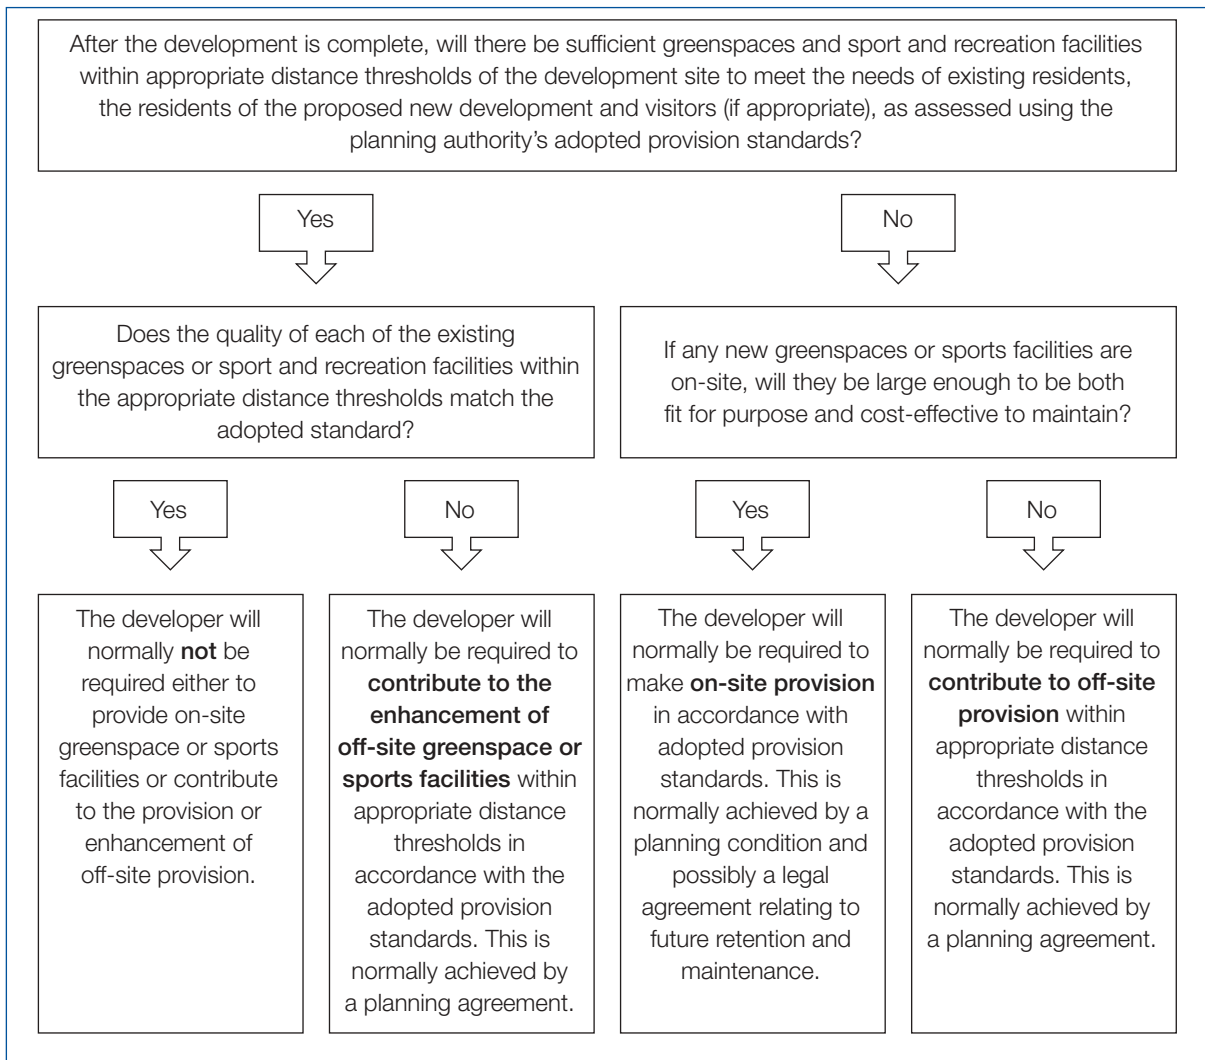 After the development is complete, will there be sufficient greenspaces and sport and recreation facilities
within appropriate distance thresholds of the development site to meet the needs of existing residents,
the residents of the proposed new development and visitors (if appropriate), as assessed using the
planning authority's adopted provision standards?
Yes
No
Does the quality of each of the existing
greenspaces or sport and recreation facilities within
the appropriate distance thresholds match the
adopted standard?
If any new greenspaces or sports facilities are
on-site, will they be large enough to be both
fit for purpose and cost-effective to maintain?
Yes
No
Yes
No
The developer will
normally not be
required either to
provide on-site
greenspace or sports
facilities or contribute
to the provision or
enhancement of
off-site provision.
The developer will
normally be required to
contribute to the
enhancement of
off-site greenspace or
sports facilities within
appropriate distance
thresholds in
accordance with the
adopted provision
standards. This is
normally achieved by
a planning agreement.
The developer will
normally be required to
make on-site provision
in accordance with
adopted provision
standards. This is
normally achieved by a
planning condition and
possibly a legal
agreement relating to
future retention and
maintenance.
The developer will
normally be required to
contribute to off-site
provision within
appropriate distance
thresholds in
accordance with the
adopted provision
standards. This is
normally achieved by
a planning agreement.